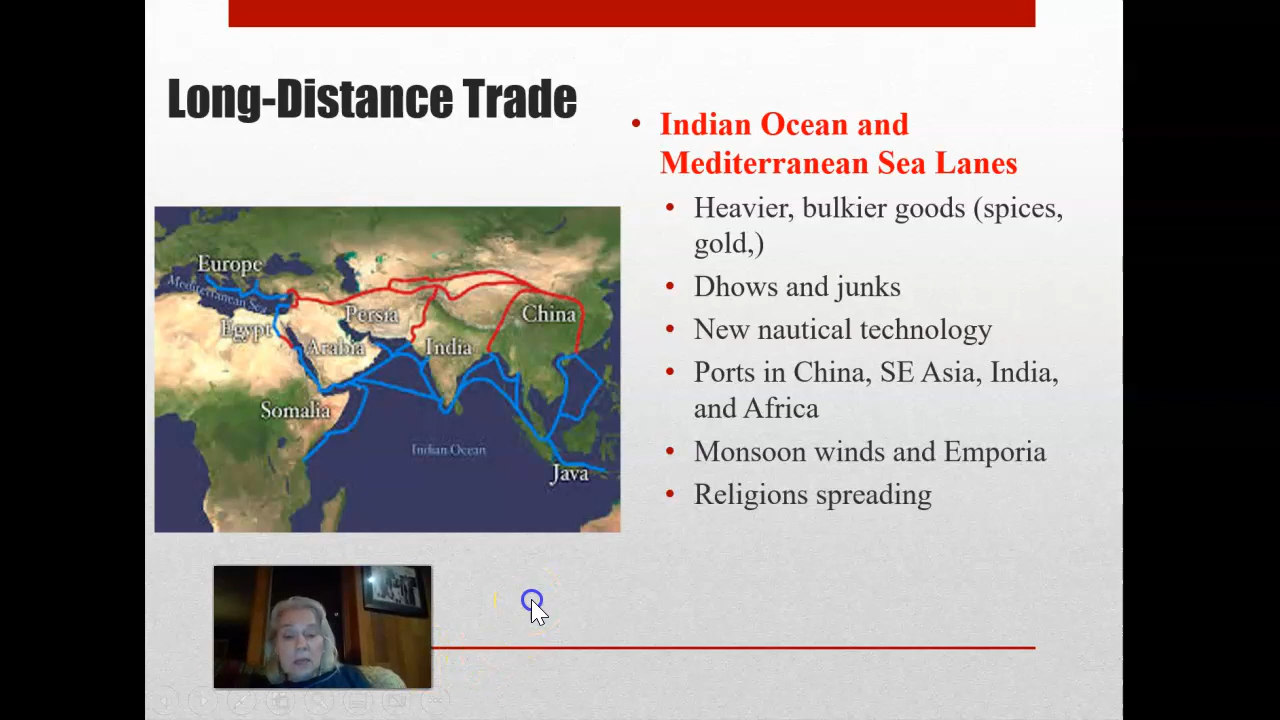 Long-Distance Trade
• Indian Ocean and
Mediterranean Sea Lanes
• Heavier, bulkier goods (spices,
gold,)
• Dhows and junks
• New nautical technology
• Ports in China, SE Asia, India,
and Africa
• Monsoon winds and Emporia
• Religions spreading
Europe
Mediterranean Sea
Egypt
Arabia
Persia
India
China
Somalia
Indian Ocean
Java